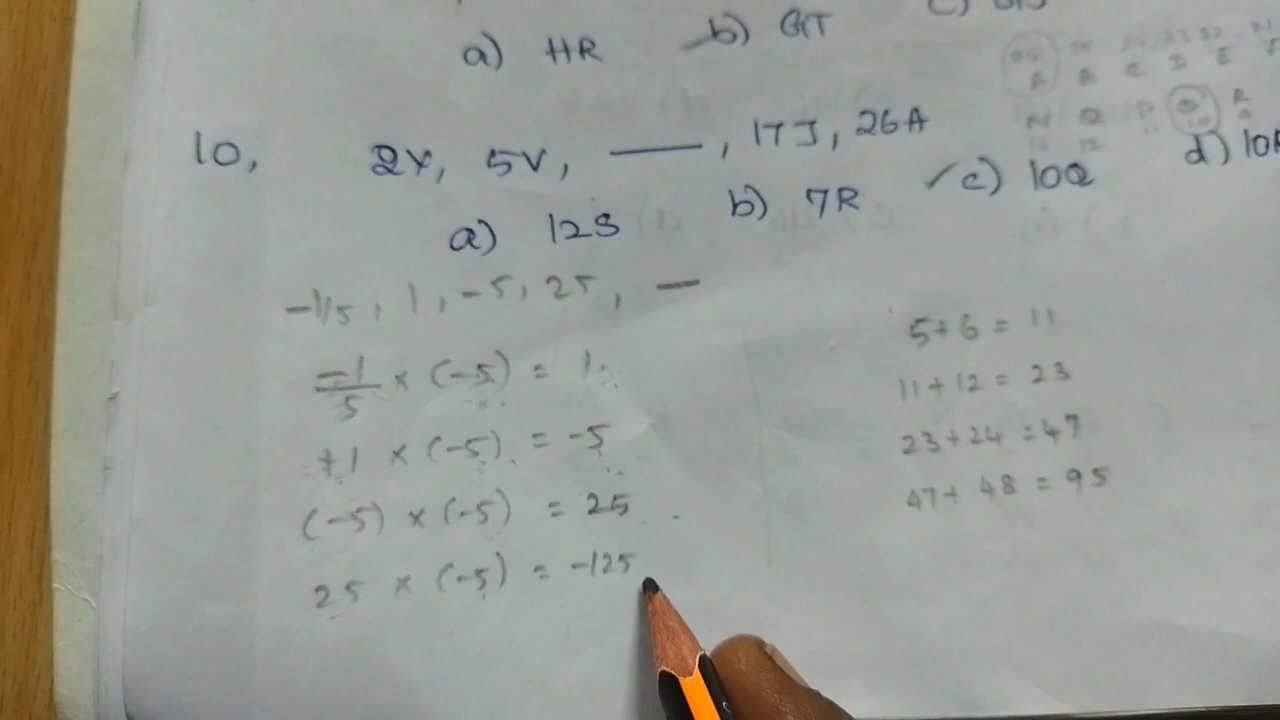 a) HR b) GT
10, 2Y, 5V, ——, 17J, 26A
a) 12S b) 7R c) 10Q d) 10
-1/5, 1, -5, 25, —
-1/5 × (-5) = 1
+1 × (-5) = -5
(-5) × (-5) = 25
25 × (-5) = -125
5+6 = 11
11+12 = 23
23+24 = 47
47+ 48 = 95